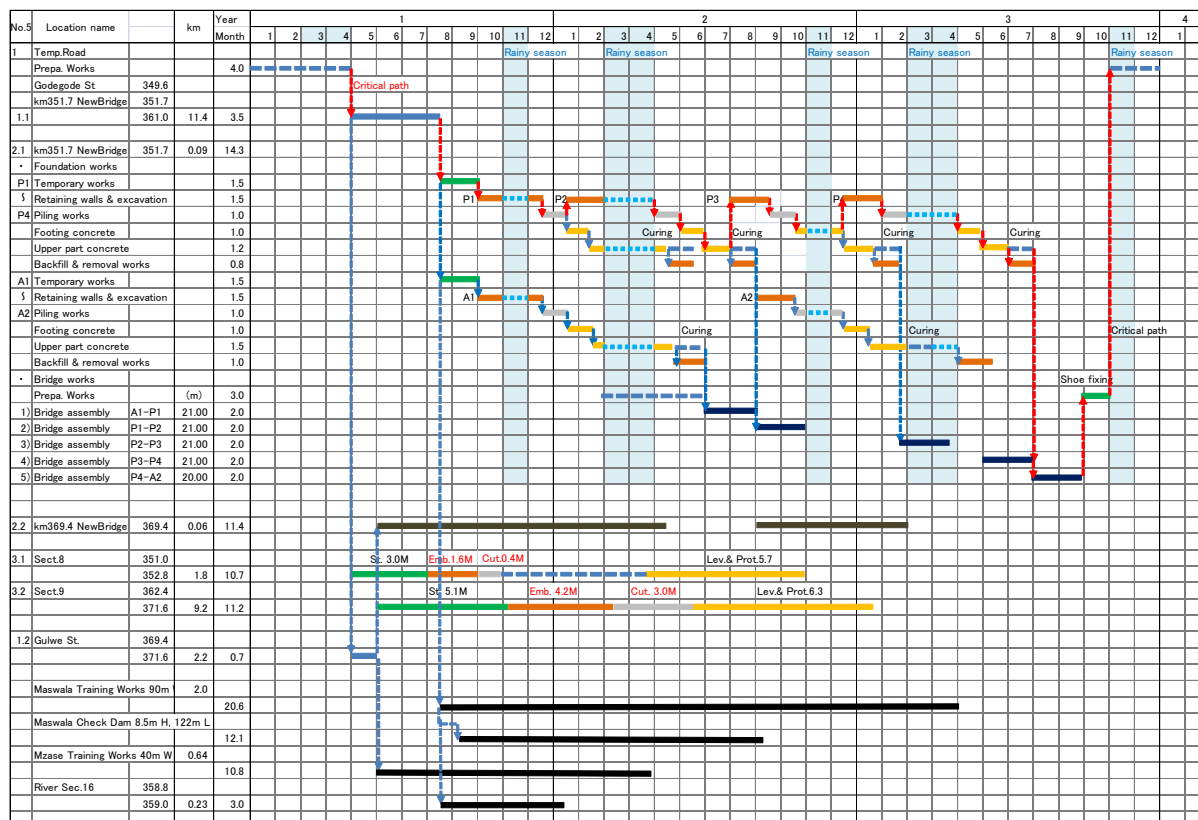 No.5 Location name km Year 1 2 3 4
Month 1 2 3 4 5 6 7 8 9 10 11 12 1 2 3 4 5 6 7 8 9 10 11 12 1 2 3 4 5 6 7 8 9 10 11 12 1
1 Temp.Road Rainy season Rainy season Rainy season Rainy season
Prepa. Works 4.0
Godegode St 349.6 Critical path
km351.7 NewBridge 351.7
1.1 361.0 11.4 3.5
2.1 km351.7 NewBridge 351.7 0.09 14.3
・ Foundation works
P1 Temporary works 1.5
〜 Retaining walls & excavation 1.5 P1 P2 P3 P
P4 Piling works 1.0
Footing concrete 1.0 Curing Curing Curing Curing
Upper part concrete 1.2
Backfill & removal works 0.8
A1 Temporary works 1.5
〜 Retaining walls & excavation 1.5 A1 A2
A2 Piling works 1.0
Footing concrete 1.0 Curing Curing Critical path
Upper part concrete 1.5
Backfill & removal works 1.0
・ Bridge works Shoe fixing
Prepa. Works (m) 3.0
1) Bridge assembly A1-P1 21.00 2.0
2) Bridge assembly P1-P2 21.00 2.0
3) Bridge assembly P2-P3 21.00 2.0
4) Bridge assembly P3-P4 21.00 2.0
5) Bridge assembly P4-A2 20.00 2.0
2.2 km369.4 NewBridge 369.4 0.06 11.4
3.1 Sect.8 351.0 St. 3.0M Emb.1.6M Cut.0.4M Lev.& Prot.5.7
352.8 1.8 10.7
3.2 Sect.9 362.4 St. 5.1M Emb. 4.2M Cut. 3.0M Lev.& Prot.6.3
371.6 9.2 11.2
1.2 Gulwe St. 369.4
371.6 2.2 0.7
Maswala Training Works 90m 2.0
20.6
Maswala Check Dam 8.5m H, 122m L
12.1
Mzase Training Works 40m W 0.64
10.8
River Sec.16 358.8
359.0 0.23 3.0